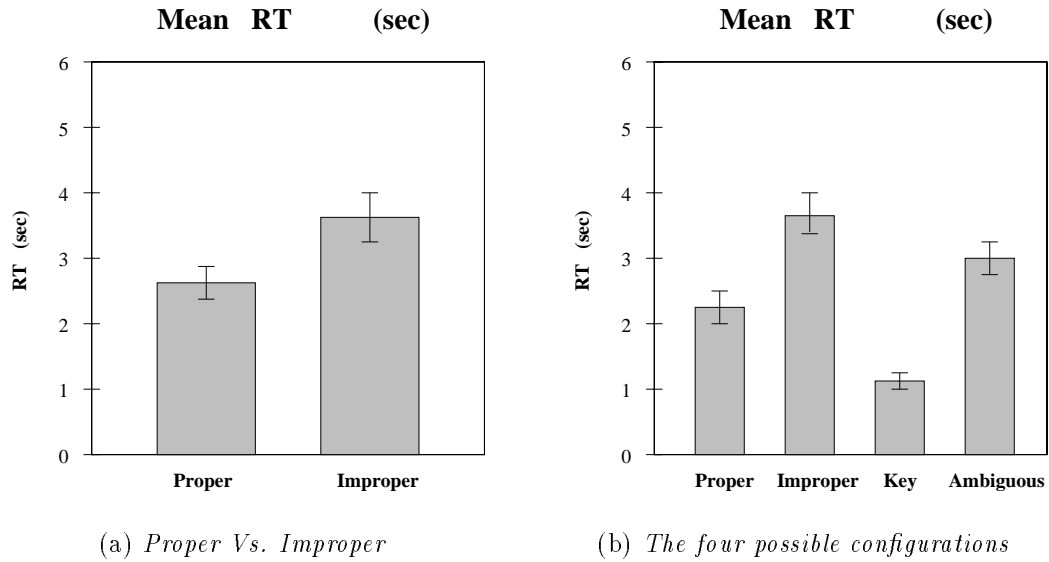 Mean RT (sec)
6
5
4
3
2
1
0
RT (sec)
Proper Improper
(a) Proper Vs. Improper
Mean RT (sec)
6
5
4
3
2
1
0
RT (sec)
Proper Improper Key Ambiguous
(b) The four possible configurations